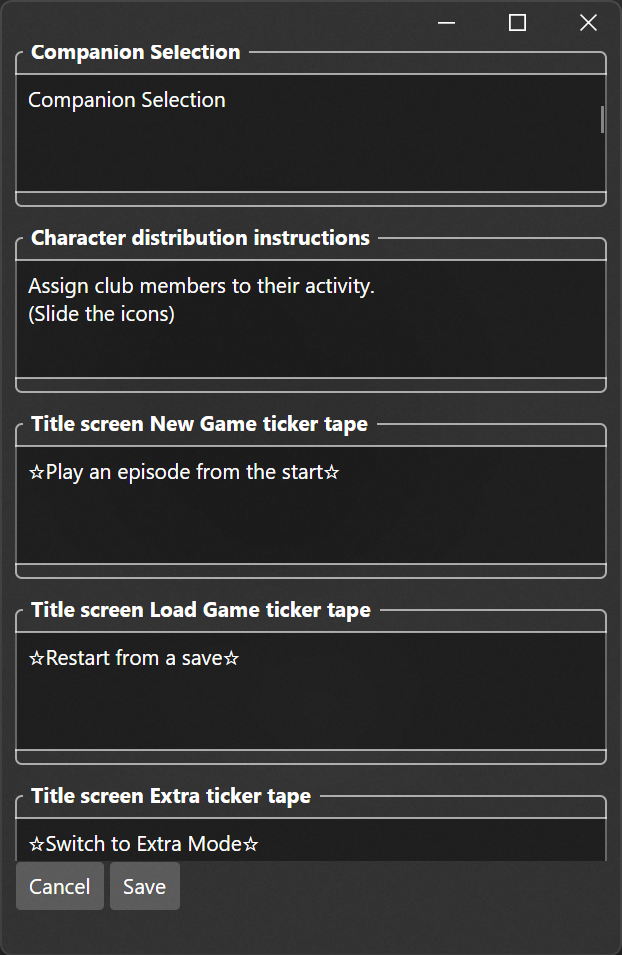 Companion Selection
Companion Selection
Character distribution instructions
Assign club members to their activity.
(Slide the icons)
Title screen New Game ticker tape
☆Play an episode from the start☆
Title screen Load Game ticker tape
☆Restart from a save☆
Title screen Extra ticker tape
☆Switch to Extra Mode☆
Cancel Save